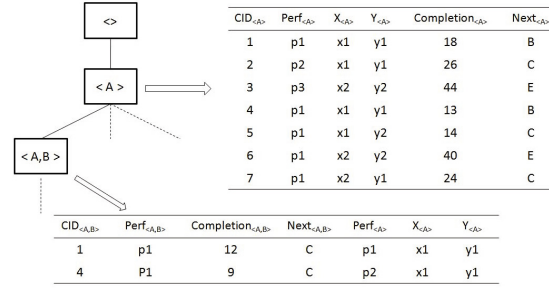 <>
CID<A> Perf<A> X<A> Y<A> Completion<A> Next<A>
1 p1 x1 y1 18 B
2 p2 x1 y1 26 C
< A >
3 p3 x2 y2 44 E
4 p1 x1 y1 13 B
5 p1 x1 y2 14 C
< A,B >
6 p1 x2 y2 40 E
7 p1 x2 y1 24 C
CID<A,B> Perf<A,B> Completion<A,B> Next<A,B> Perf<A> X<A> Y<A>
1 p1 12 C p1 x1 y1
4 P1 9 C p2 x1 y1